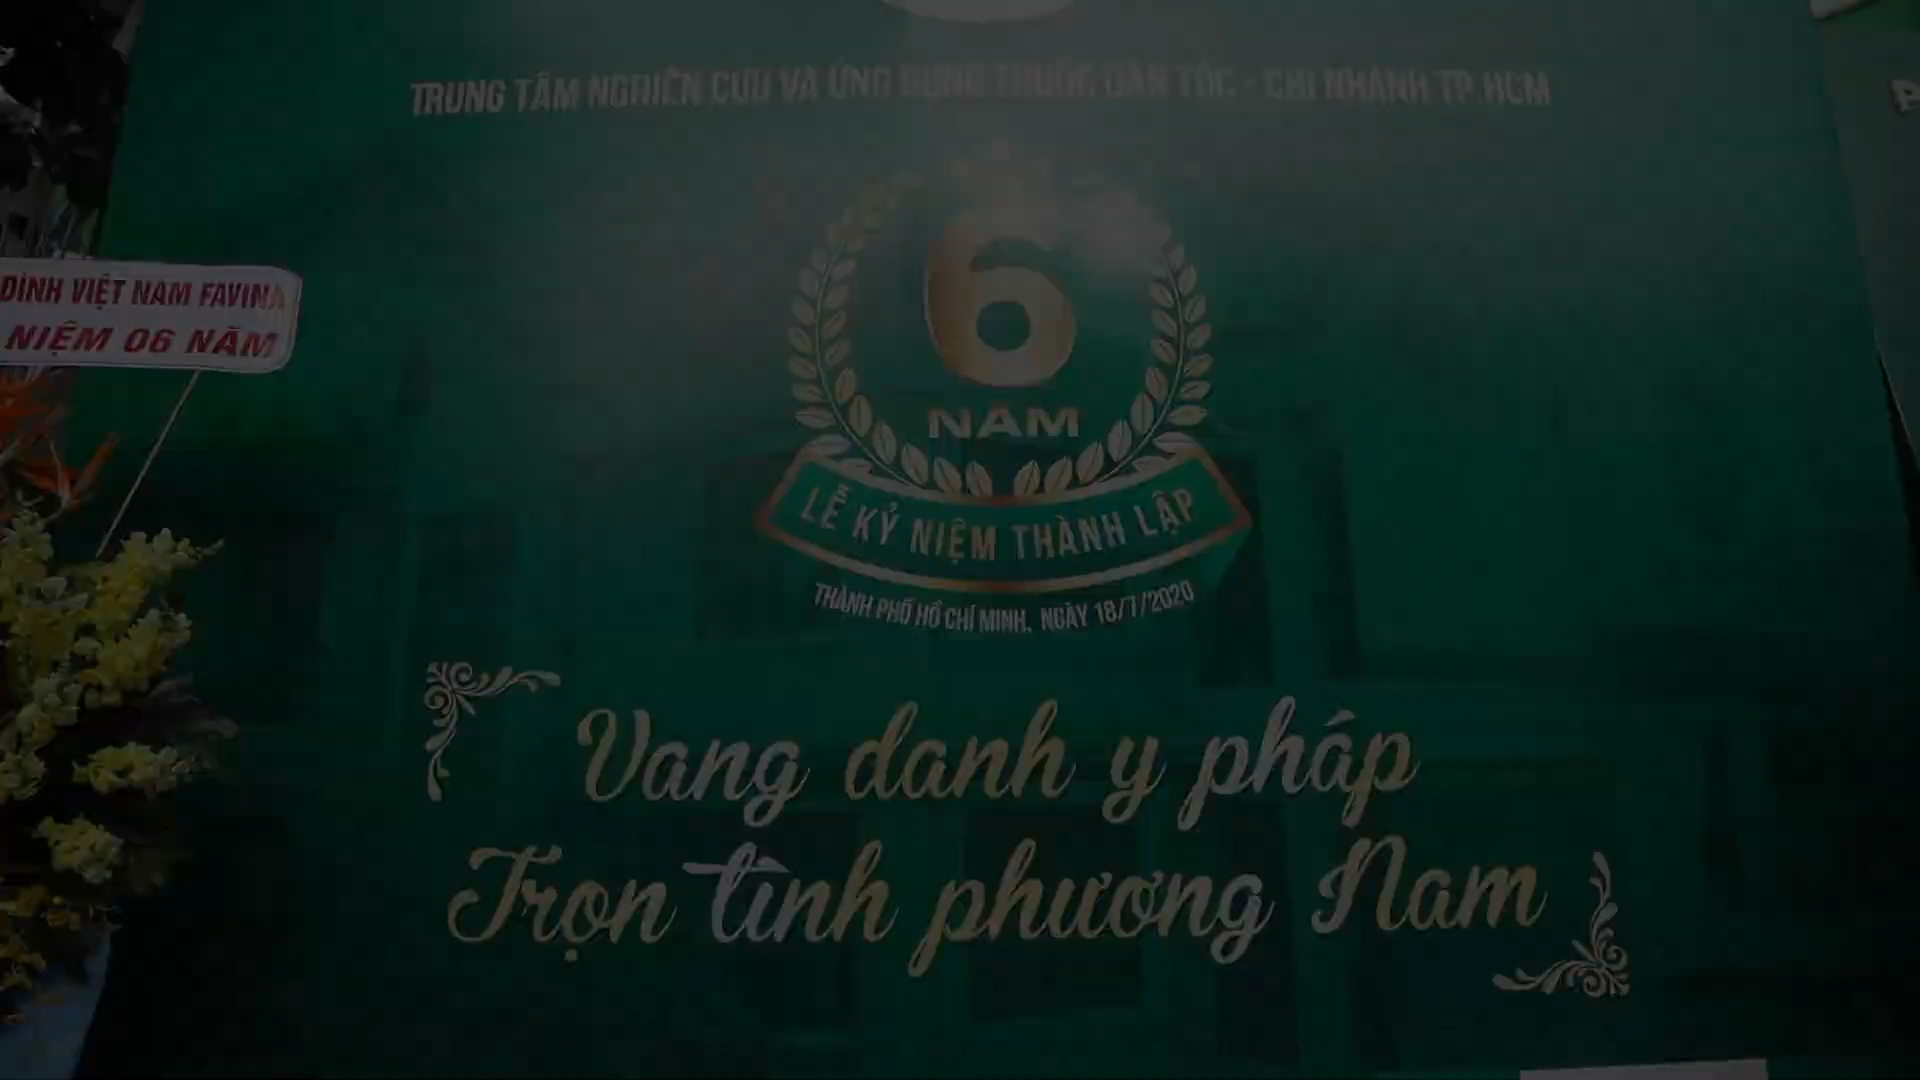 TRUNG TÂM NGHIÊN CỨU VÀ ỨNG DỤNG THUỐC DÂN TỘC - CHI NHÁNH TP.HCM
ĐÌNH VIỆT NAM FAVINA
NIỆM 06 NĂM
6
NĂM
LỄ KỶ NIỆM THÀNH LẬP
THÀNH PHỐ HỒ CHÍ MINH, NGÀY 18/7/2020
Vang danh y pháp
Trọn tình phương Nam